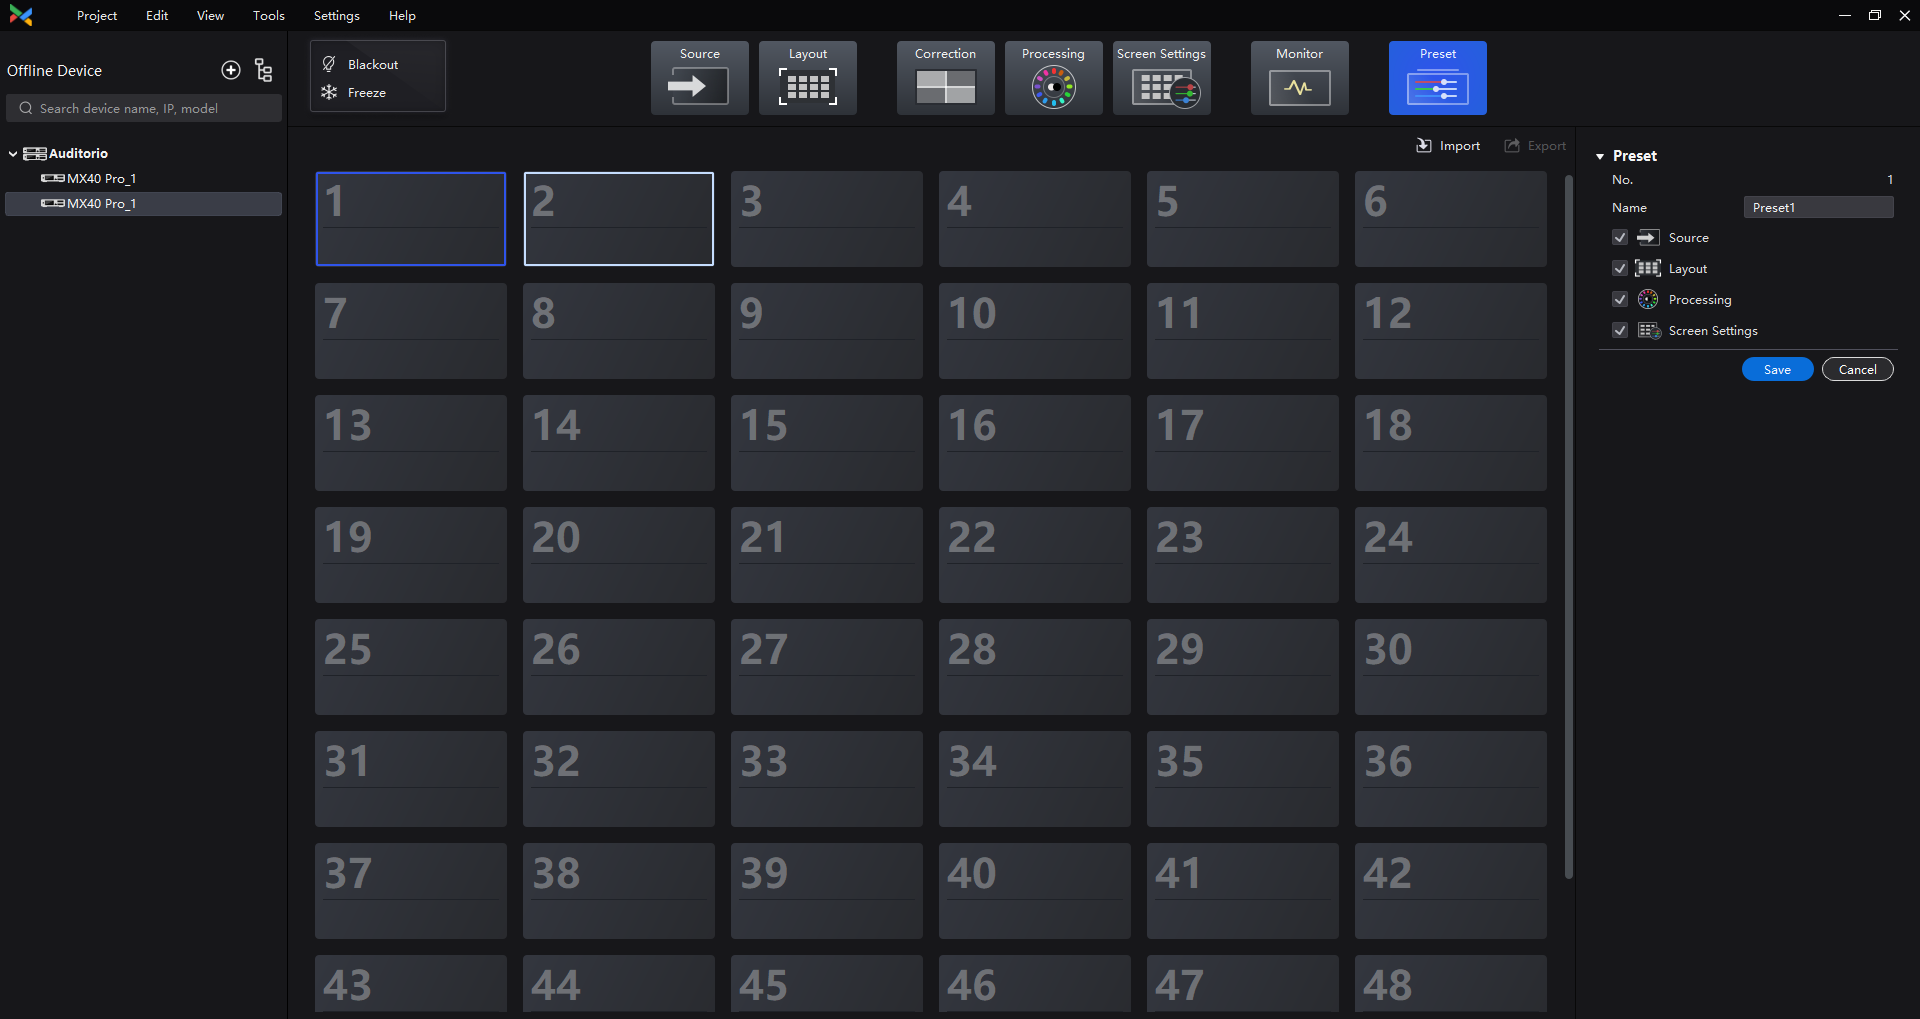 Project Edit View Tools Settings Help
Offline Device
Search device name, IP, model
Auditorio
MX40 Pro_1
MX40 Pro_1
Blackout
Freeze
Source Layout Correction Processing Screen Settings Monitor Preset
Import Export
1 2 3 4 5 6
7 8 9 10 11 12
13 14 15 16 17 18
19 20 21 22 23 24
25 26 27 28 29 30
31 32 33 34 35 36
37 38 39 40 41 42
43 44 45 46 47 48
Preset
No. 1
Name Preset1
Source
Layout
Processing
Screen Settings
Save Cancel